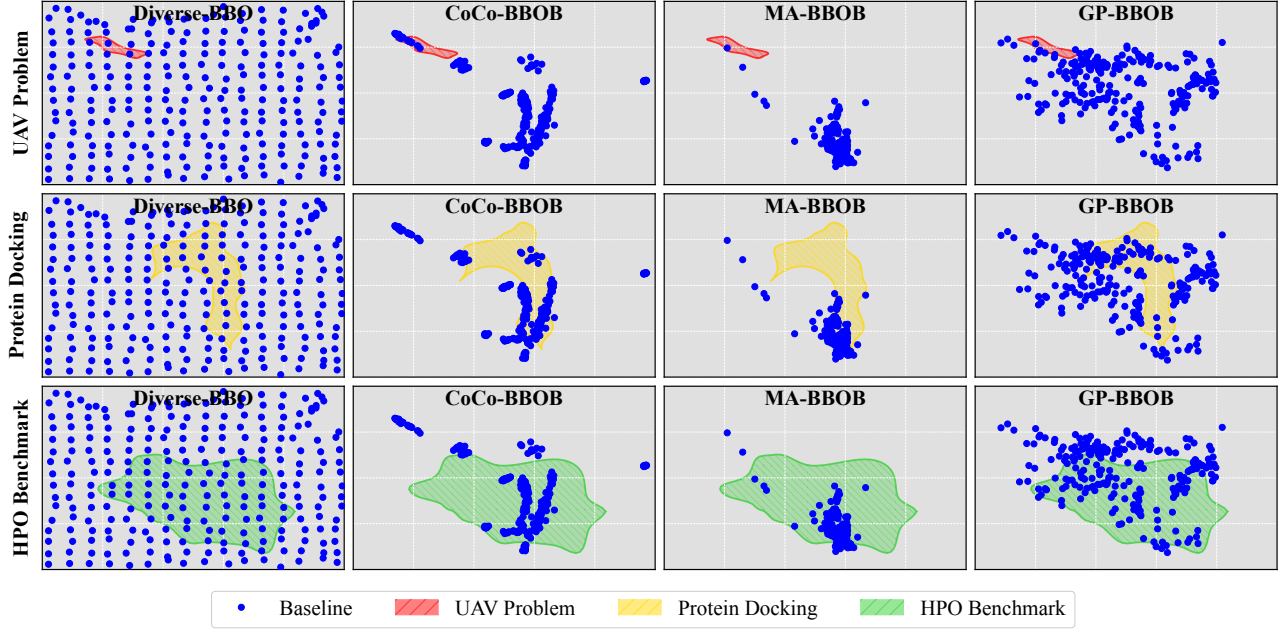 Diverse-BBO CoCo-BBOB MA-BBOB GP-BBOB
UAV Problem
Diverse-BBO CoCo-BBOB MA-BBOB GP-BBOB
Protein Docking
Diverse-BBO CoCo-BBOB MA-BBOB GP-BBOB
HPO Benchmark
Baseline UAV Problem Protein Docking HPO Benchmark